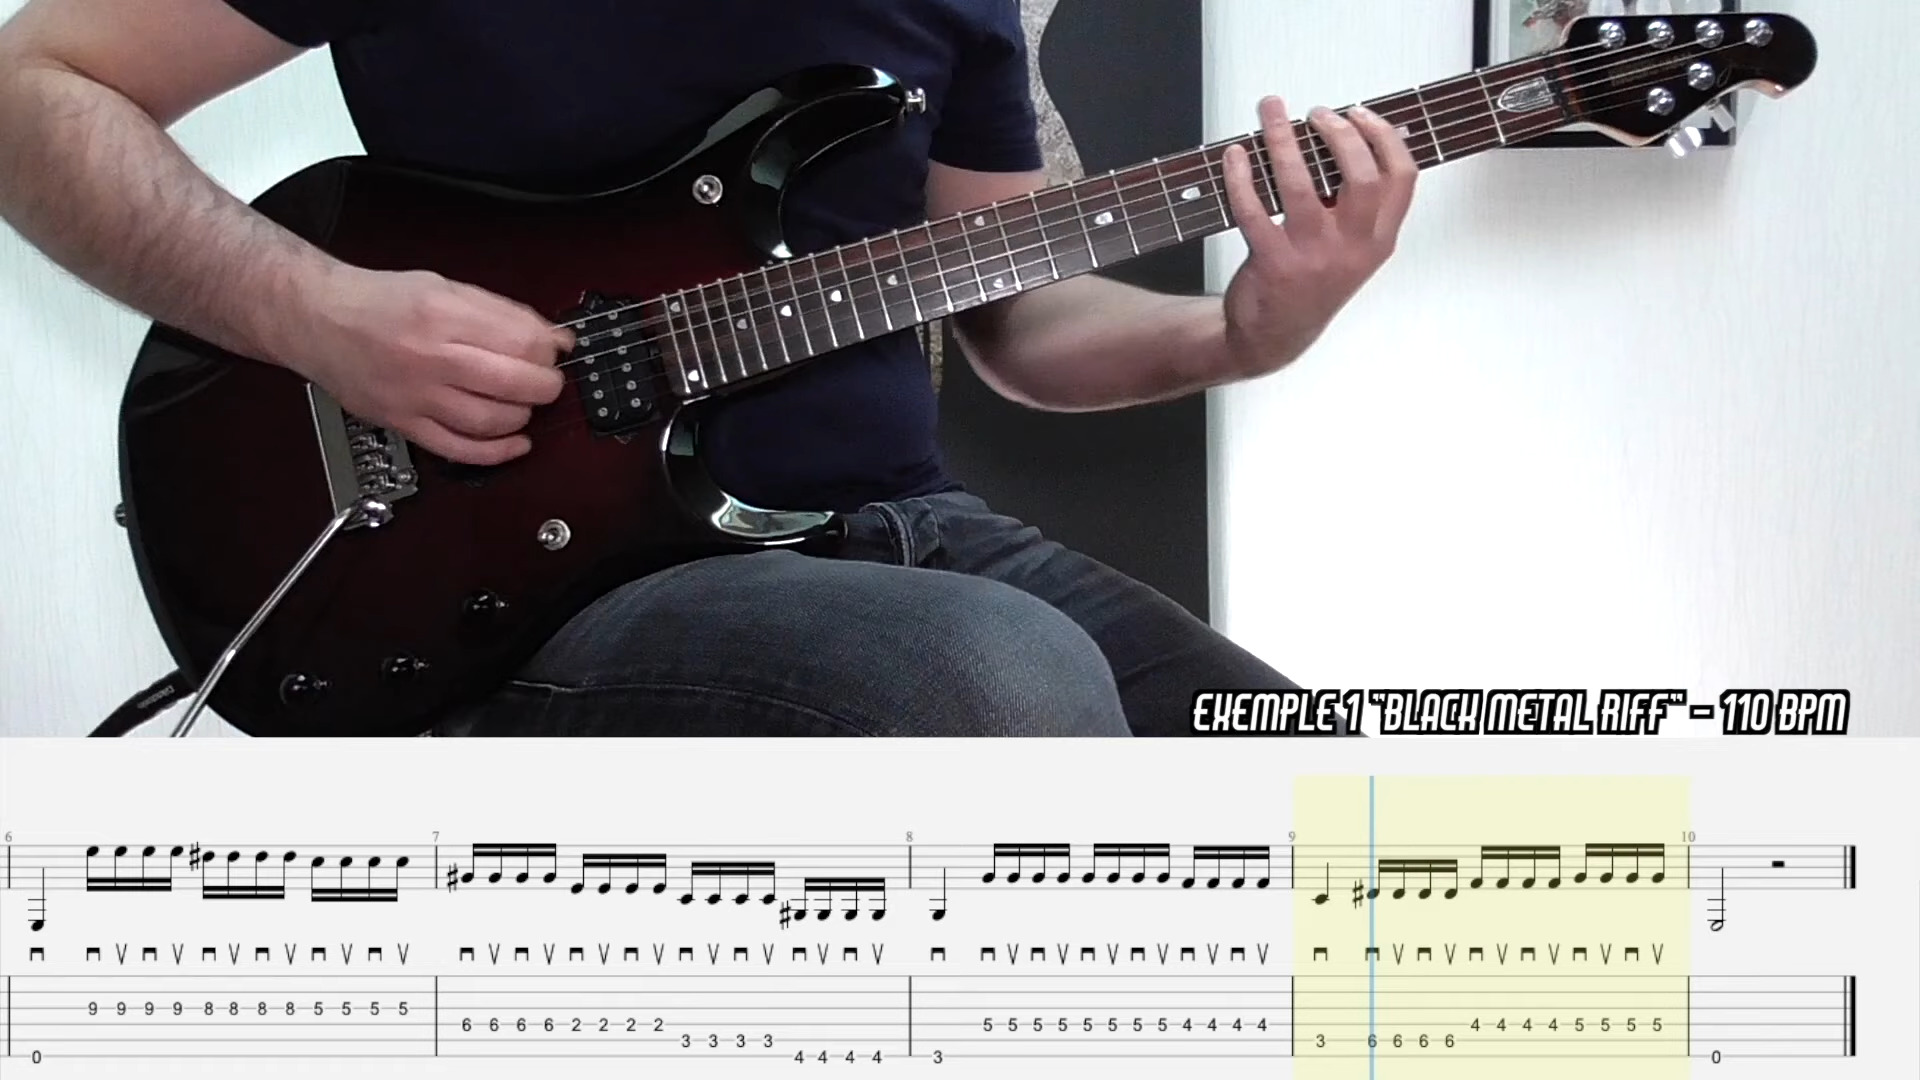 EXEMPLE 1 "BLACK METAL RIFF" - 110 BPM
6 7 8 9 10
9 9 9 9 8 8 8 8 5 5 5 5
5 5 5 5 5 5 5 5 4 4 4 4
6 6 6 6 2 2 2 2
4 4 4 4 5 5 5 5
3 3 3 3
3 6 6 6 6
0 4 4 4 4 3 0